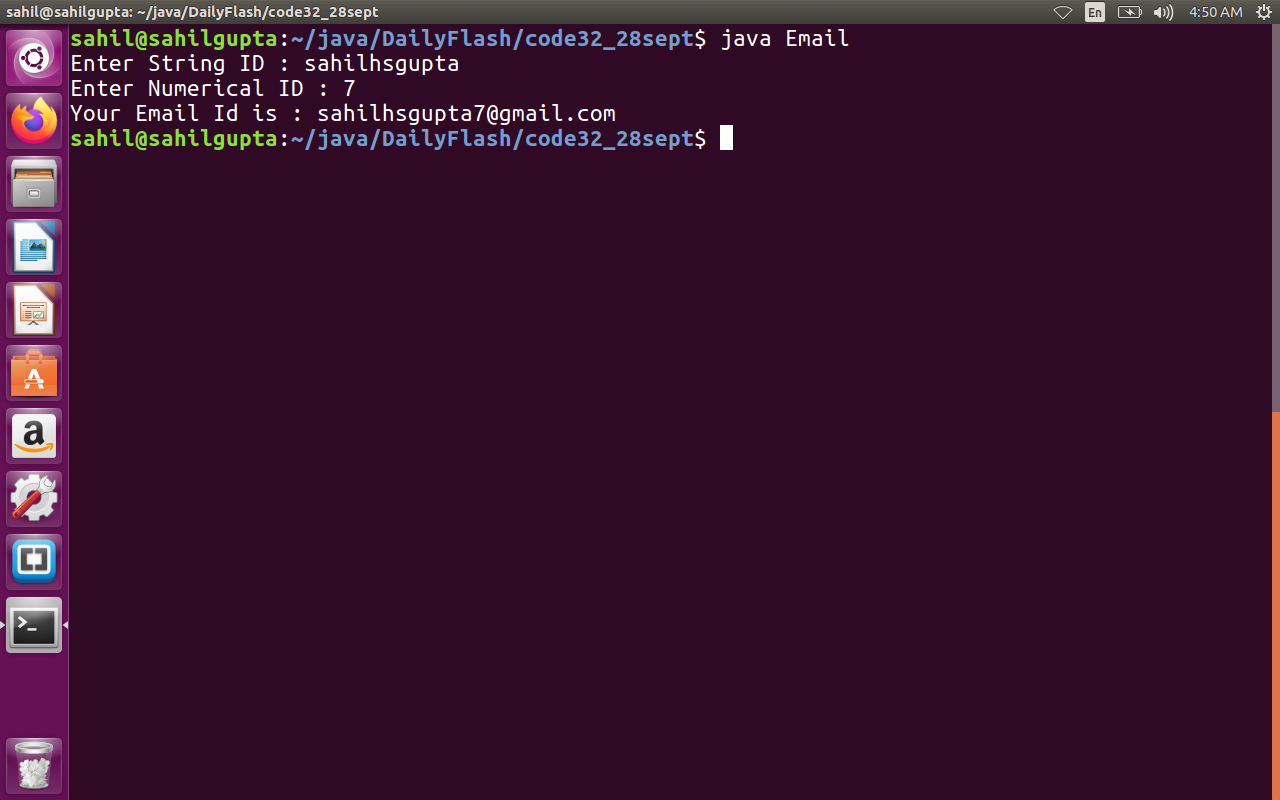 sahil@sahilgupta: ~/java/DailyFlash/code32_28sept
En
4:50 AM
sahil@sahilgupta:~/java/DailyFlash/code32_28sept$ java Email
Enter String ID : sahilhsgupta
Enter Numerical ID : 7
Your Email Id is : sahilhsgupta7@gmail.com
sahil@sahilgupta:~/java/DailyFlash/code32_28sept$